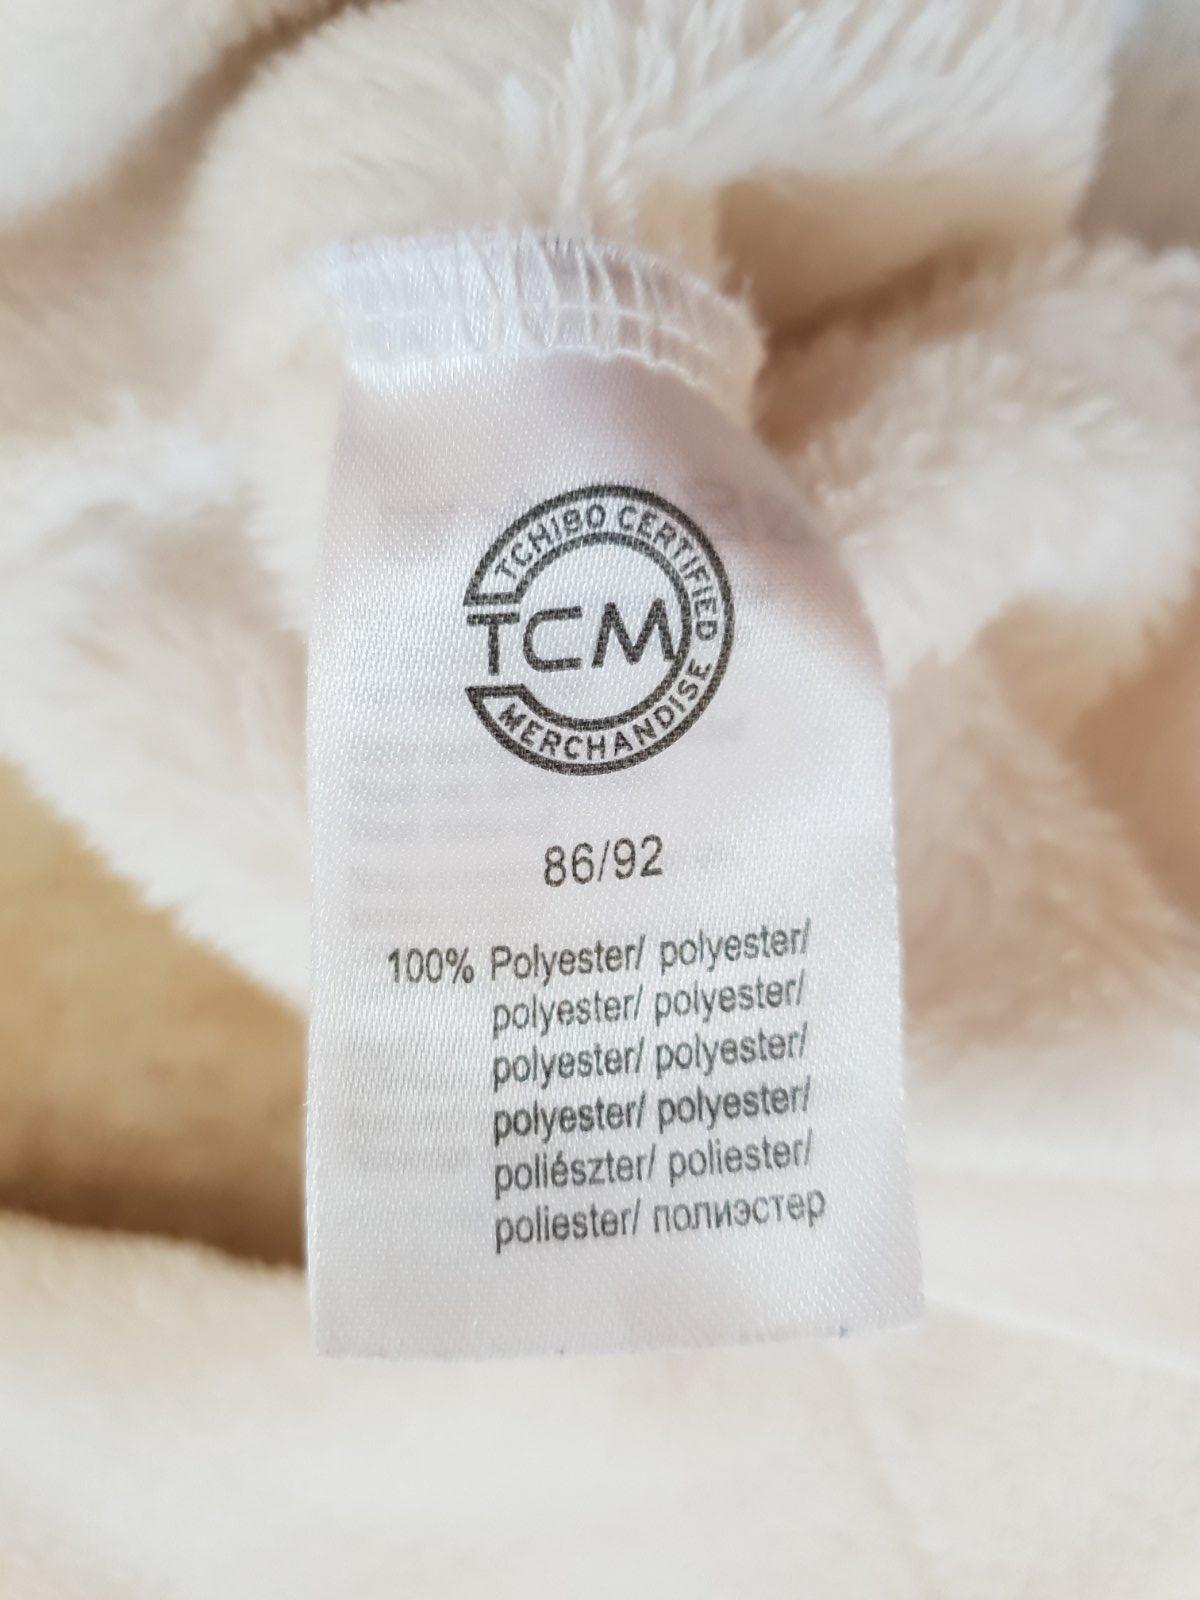 TCHIBO CERTIFIED
TCM
MERCHANDISE
86/92
100% Polyester/ polyester/
polyester/ polyester/
polyester/ polyester/
polyester/ polyester/
poliészter/ poliester/
poliester/ полиэстер